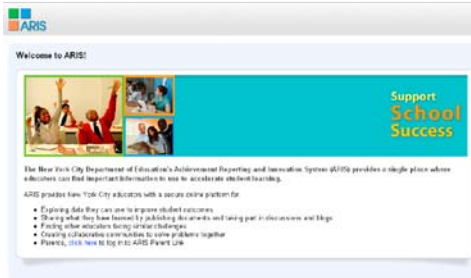 ARIS
Welcome to ARIS!
Support
School
Success
The New York City Department of Education's Achievement Reporting and Innovation System (ARIS) provides a single place where
educators can find important information to use to accelerate student learning.
ARIS provides New York City educators with a secure online platform for:
• Exploring data they can use to improve student outcomes
• Sharing what they have learned by publishing documents and taking part in discussions and blogs
• Finding other educators facing similar challenges
• Creating collaborative communities to solve problems together
• Parents, click here to log in to ARIS Parent Link